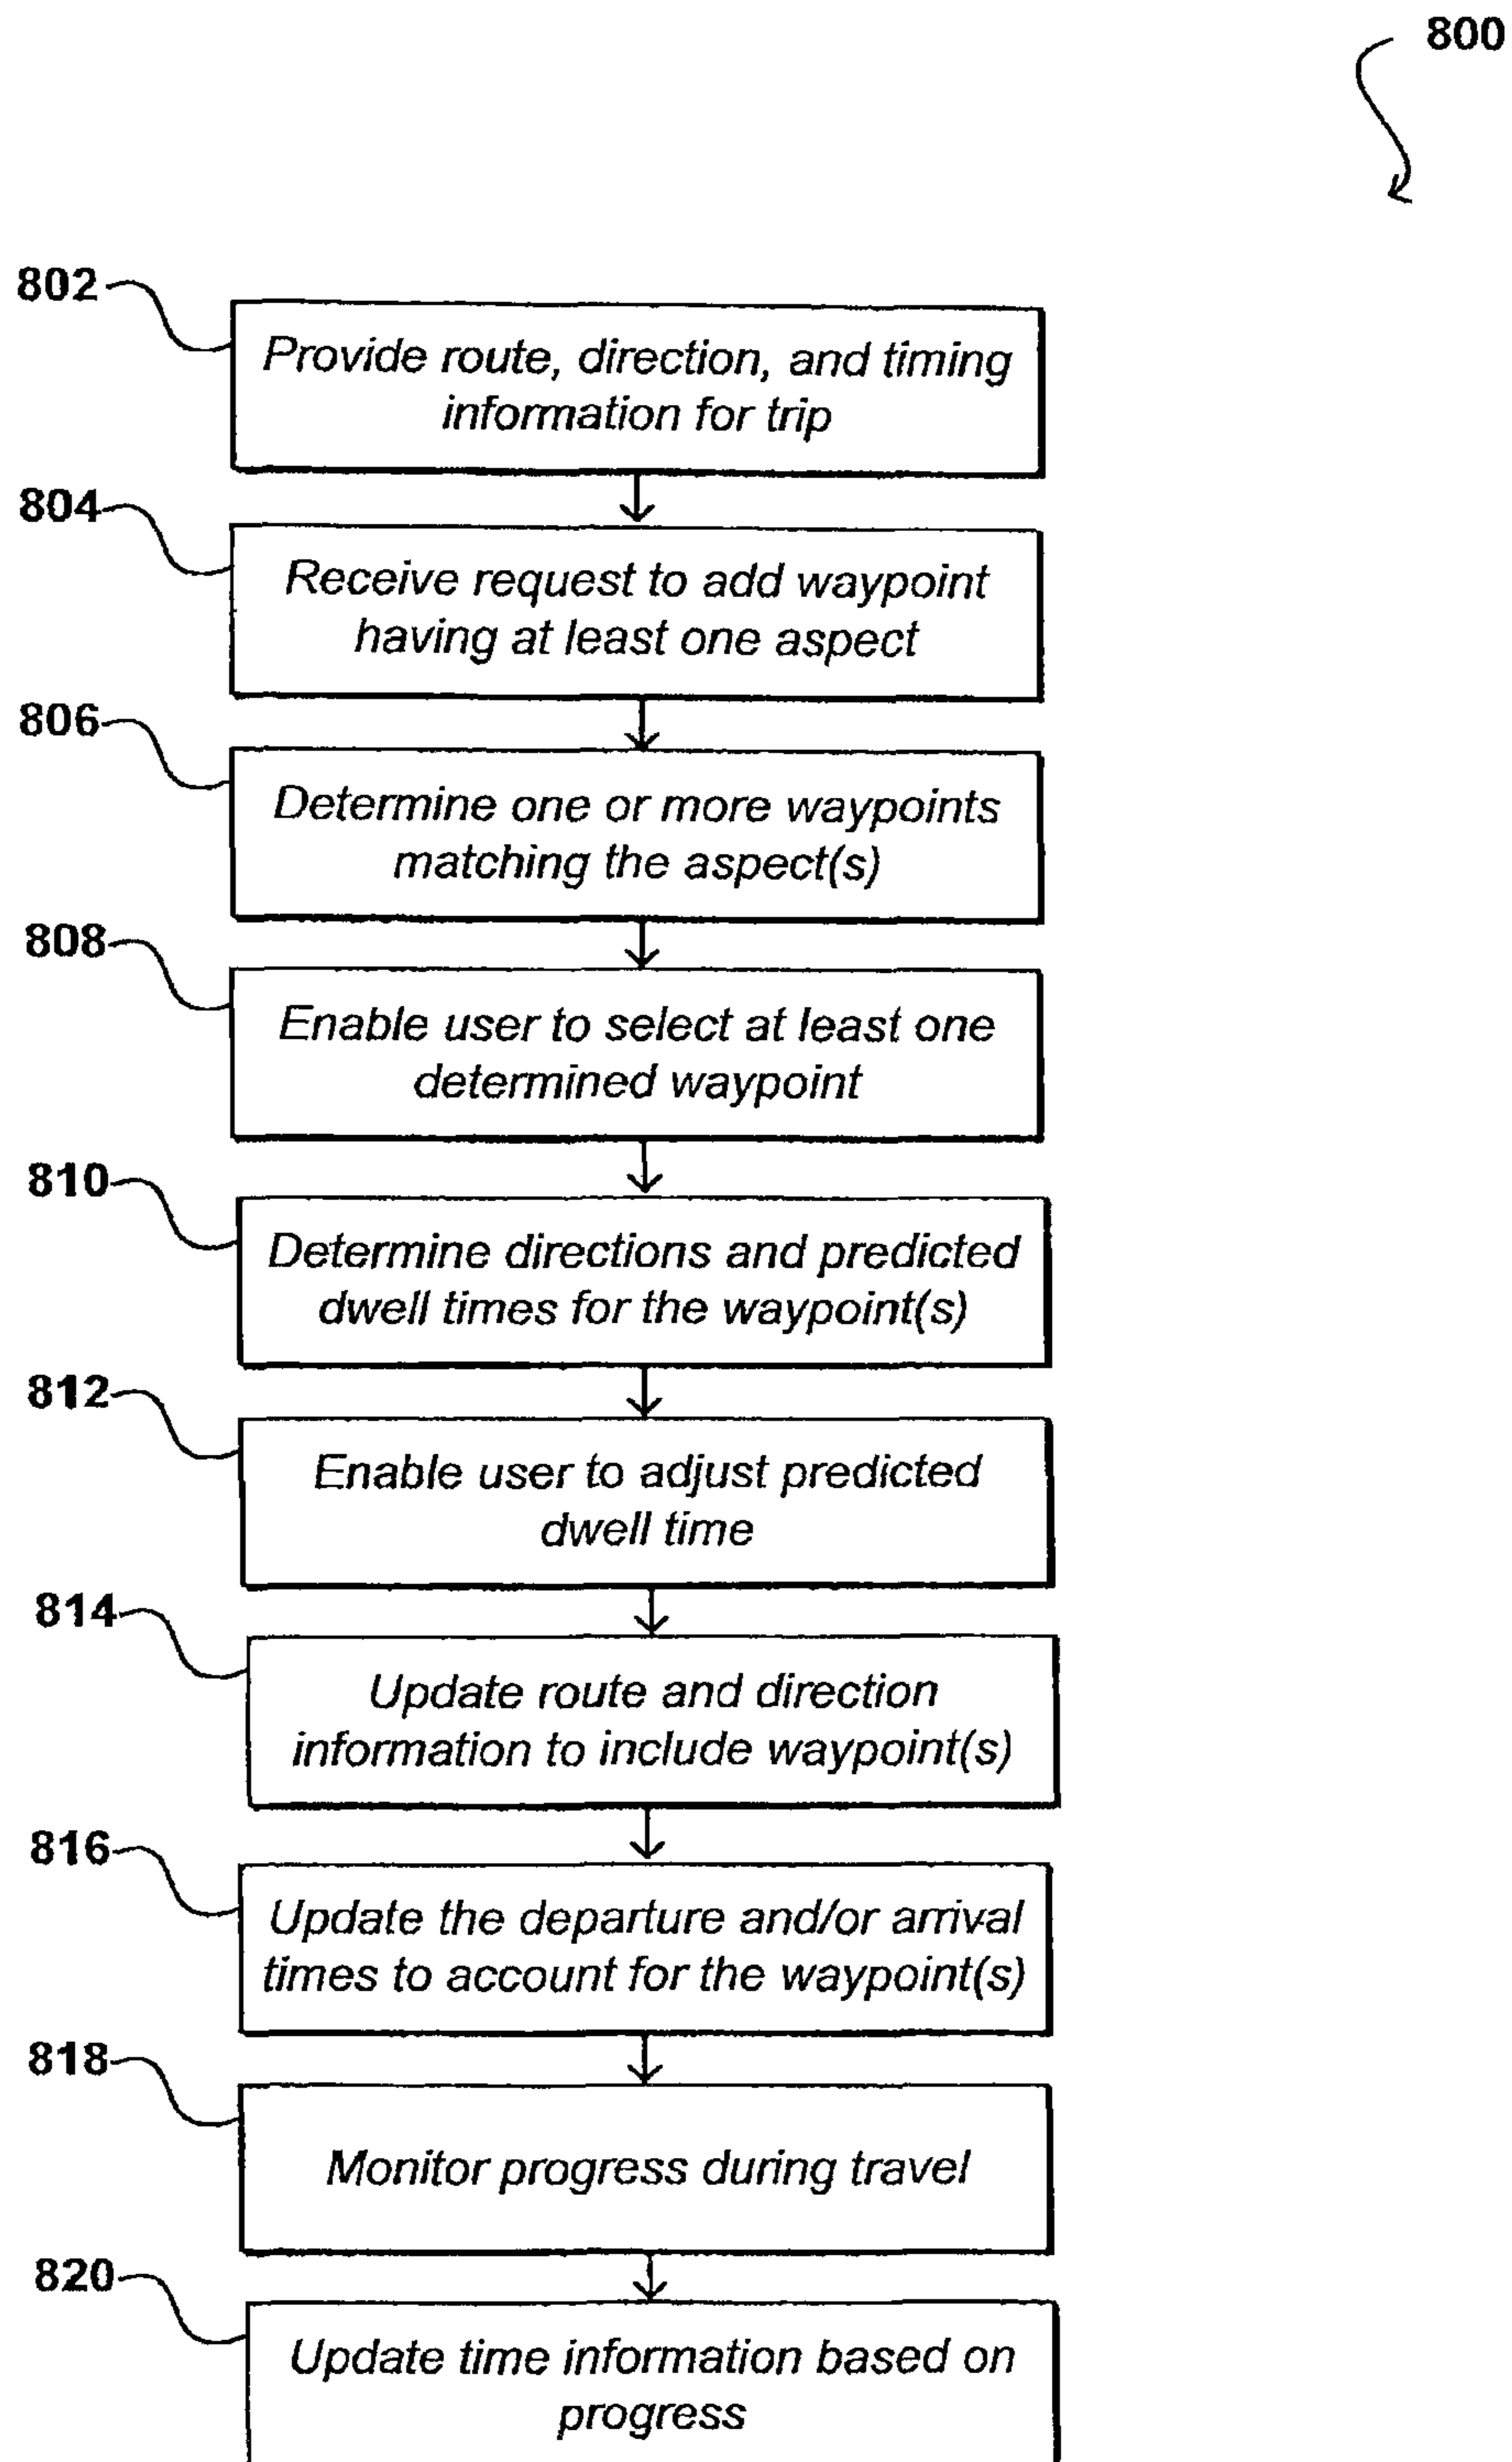 800
802
Provide route, direction, and timing
information for trip
804
Receive request to add waypoint
having at least one aspect
806
Determine one or more waypoints
matching the aspect(s)
808
Enable user to select at least one
determined waypoint
810
Determine directions and predicted
dwell times for the waypoint(s)
812
Enable user to adjust predicted
dwell time
814
Update route and direction
information to include waypoint(s)
816
Update the departure and/or arrival
times to account for the waypoint(s)
818
Monitor progress during travel
820
Update time information based on
progress